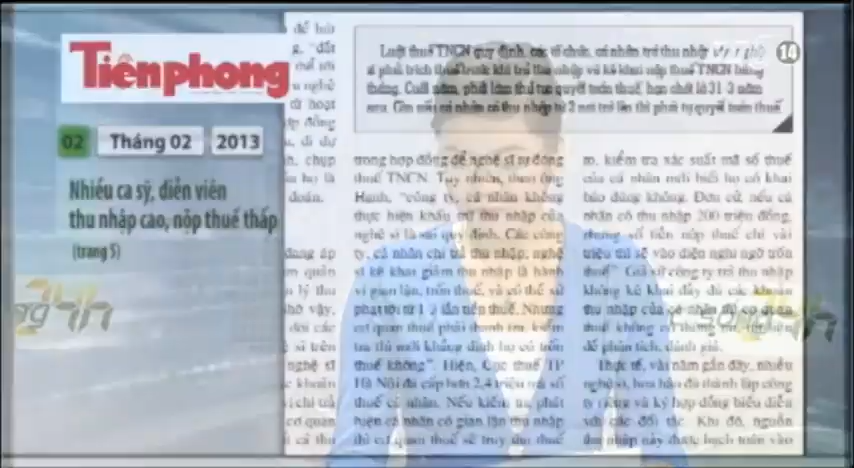 Tiênphong
02 Tháng 02 2013
Nhiều ca sỹ, diễn viên
thu nhập cao, nộp thuế thấp
(trang 5)
14
Luật thuế TNCN quy định, các tổ chức, cá nhân trả thu nhập
sĩ phải trích thuế trước khi trả thu nhập và kê khai nộp thuế TNCN hàng
tháng. Cuối năm, phải làm thủ tục quyết toán thuế, hạn chót là 31-3 năm
sau. Còn nếu cá nhân có thu nhập từ 2 nơi trở lên thì phải tự quyết toán thuế
trong hợp đồng để nghệ sĩ tự đóng
thuế TNCN. Tuy nhiên, theo ông
Hạnh, "công ty, cá nhân không
thực hiện khấu trừ thu nhập của
nghệ sĩ là sai quy định. Các công
ty, cá nhân chi trả thu nhập, nghệ
sĩ kê khai giảm thu nhập là hành
vi gian lận, trốn thuế, và có thể xử
phạt tới từ 1-3 lần tiền thuế. Nhưng
cơ quan thuế phải thanh tra, kiểm
tra thì mới khẳng định họ có trốn
thuế không". Hiện, Cục thuế TP
Hà Nội đã cấp hơn 2,4 triệu mã số
thuế cá nhân. Nếu kiểm tra, phát
hiện cá nhân có gian lận thu nhập
thì cơ quan thuế sẽ truy thu thuế
ro, kiểm tra xác suất mã số thuế
của cá nhân mới biết họ có khai
báo đúng không. Đơn cử, nếu cá
nhân có thu nhập 200 triệu đồng,
nhưng số tiền nộp thuế chỉ vài
triệu thì sẽ vào diện nghi ngờ trốn
thuế". Giả sử công ty trả thu nhập
không kê khai đầy đủ các khoản
thu nhập của cá nhân thì cơ quan
thuế không có thông tin, tài liệu
để phân tích, đánh giá.
Thực tế, vài năm gần đây, nhiều
nghệ sĩ, hoa hậu đã thành lập công
ty riêng và ký hợp đồng biểu diễn
với các đối tác. Khi đó, nguồn
thu nhập này được hạch toán vào